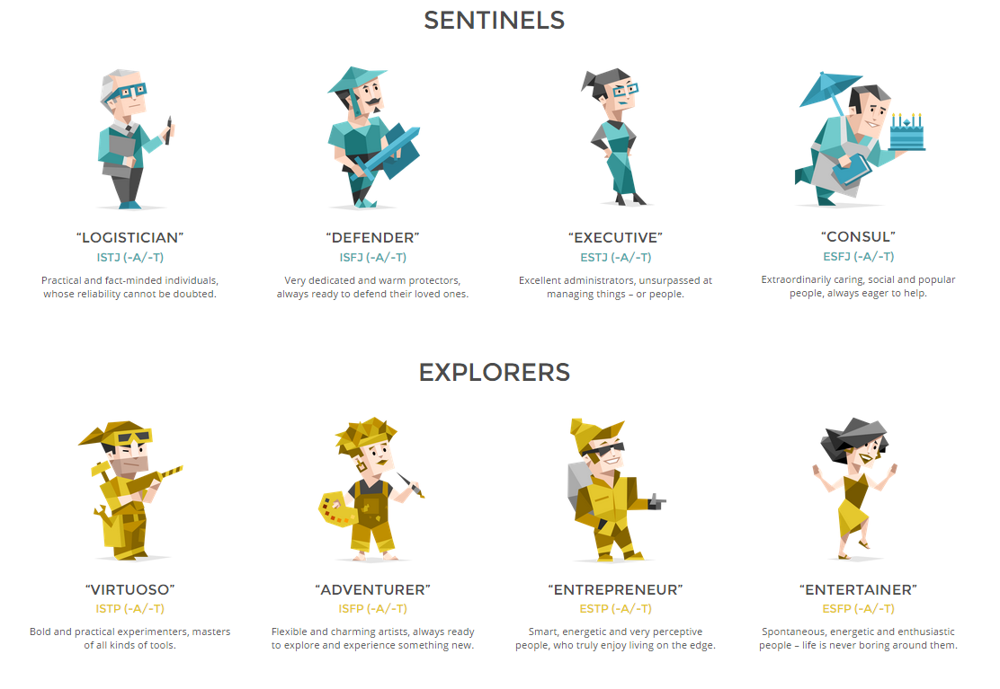 SENTINELS
“LOGISTICIAN”
ISTJ (-A/-T)
Practical and fact-minded individuals,
whose reliability cannot be doubted.
“DEFENDER”
ISFJ (-A/-T)
Very dedicated and warm protectors,
always ready to defend their loved ones.
“EXECUTIVE”
ESTJ (-A/-T)
Excellent administrators, unsurpassed at
managing things – or people.
“CONSUL”
ESFJ (-A/-T)
Extraordinarily caring, social and popular
people, always eager to help.
EXPLORERS
“VIRTUOSO”
ISTP (-A/-T)
Bold and practical experimenters, masters
of all kinds of tools.
“ADVENTURER”
ISFP (-A/-T)
Flexible and charming artists, always ready
to explore and experience something new.
“ENTREPRENEUR”
ESTP (-A/-T)
Smart, energetic and very perceptive
people, who truly enjoy living on the edge.
“ENTERTAINER”
ESFP (-A/-T)
Spontaneous, energetic and enthusiastic
people – life is never boring around them.